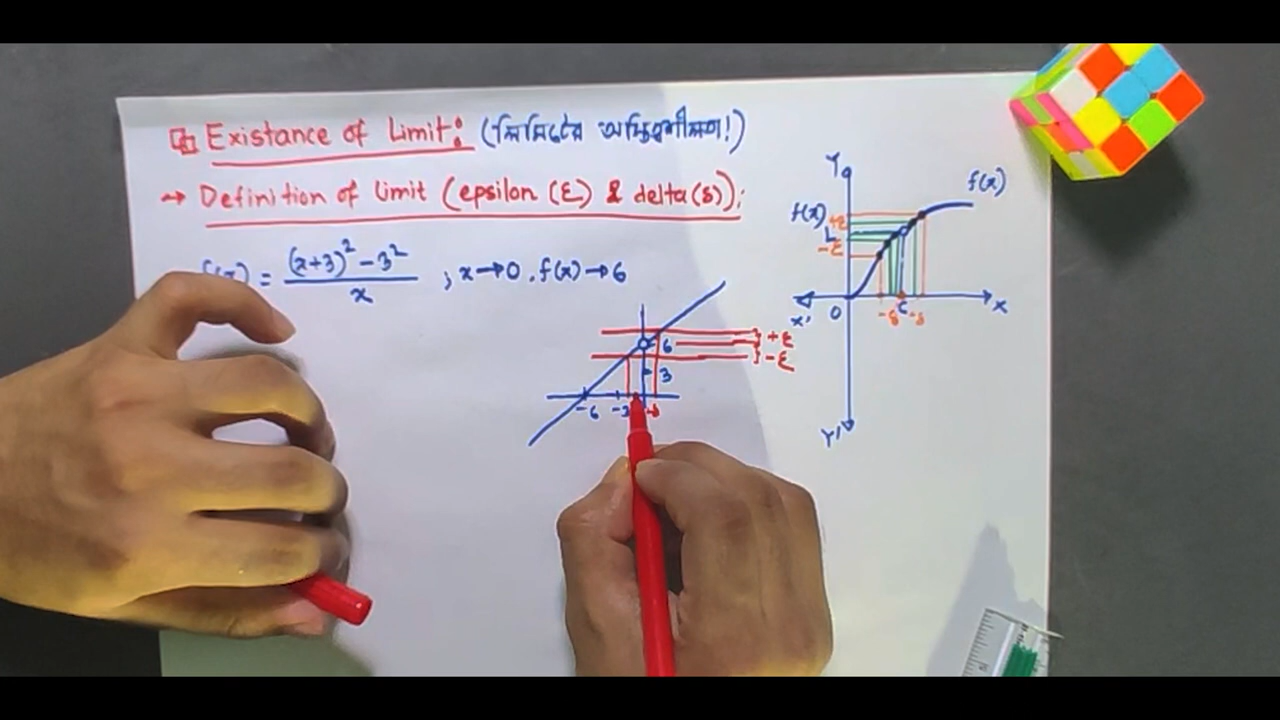 Existance of Limit: (লিমিটের অস্তিত্বশীলতা!)
→ Definition of limit (epsilon (ε) & delta(δ)):
f(x) = ((x+3)² − 3²) / x ; x→0 . f(x)→6
6
3
-6
-3
+ε
-ε
Y
f(x)
f(x)
+ε
L
-ε
X'
O
-δ
C
-δ
X
Y'